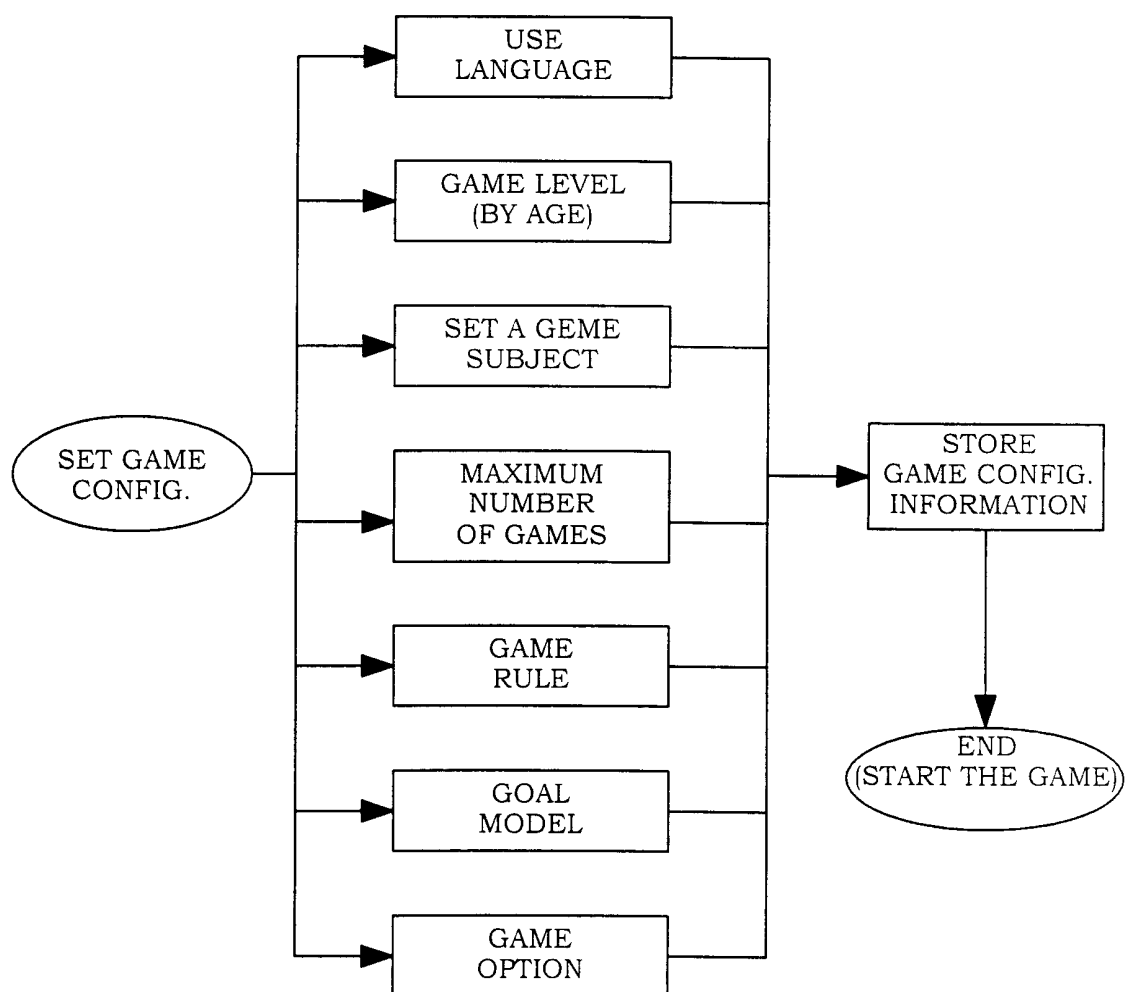 USE
LANGUAGE
GAME LEVEL
(BY AGE)
SET A GEME
SUBJECT
SET GAME
CONFIG.
MAXIMUM
NUMBER
OF GAMES
STORE
GAME CONFIG.
INFORMATION
GAME
RULE
END
(START THE GAME)
GOAL
MODEL
GAME
OPTION